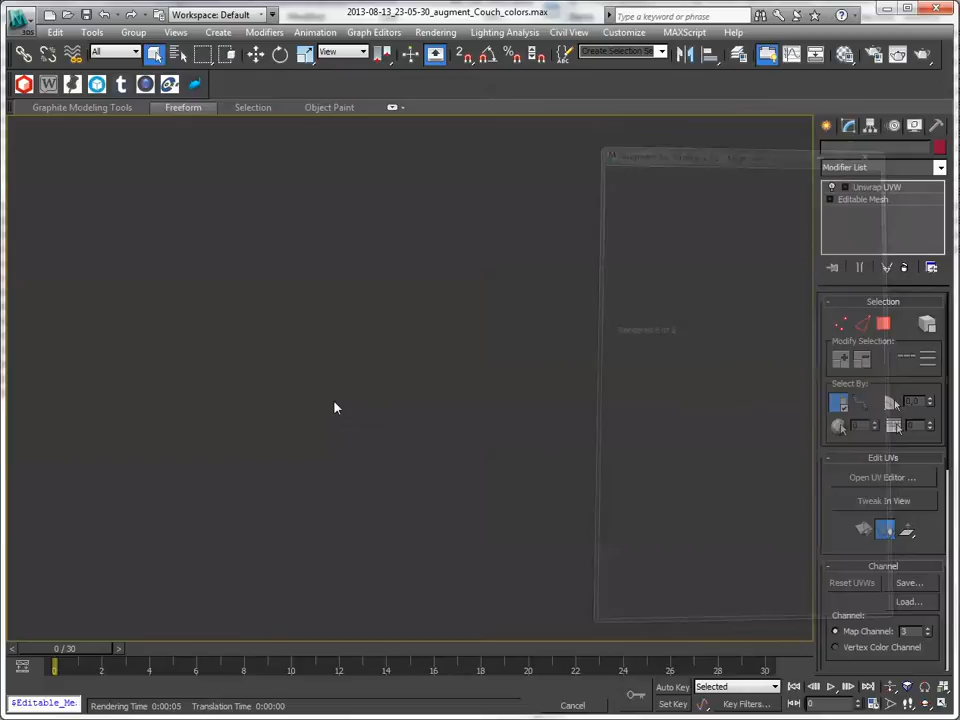 Workspace: Default
2013-08-13_23-05-30_augment_Couch_colors.max
Type a keyword or phrase
3DS
Edit Tools Group Views Create Modifiers Animation Graph Editors Rendering Lighting Analysis Civil View Customize MAXScript Help
All
View
Create Selection Se
Graphite Modeling Tools Freeform Selection Object Paint
Modifier List
Unwrap UVW
Editable Mesh
Selection
Modify Selection:
Select By:
Edit UVs
Open UV Editor ...
Tweak In View
Channel
Reset UVWs Save...
Load...
Channel:
Map Channel: 3
Vertex Color Channel
0 / 30
0 2 4 6 8 10 12 14 16 18 20 22 24 26 28 30
Auto Key Selected
$Editable_Me. Rendering Time 0:00:05 Translation Time 0:00:00 Cancel Set Key Key Filters... 0